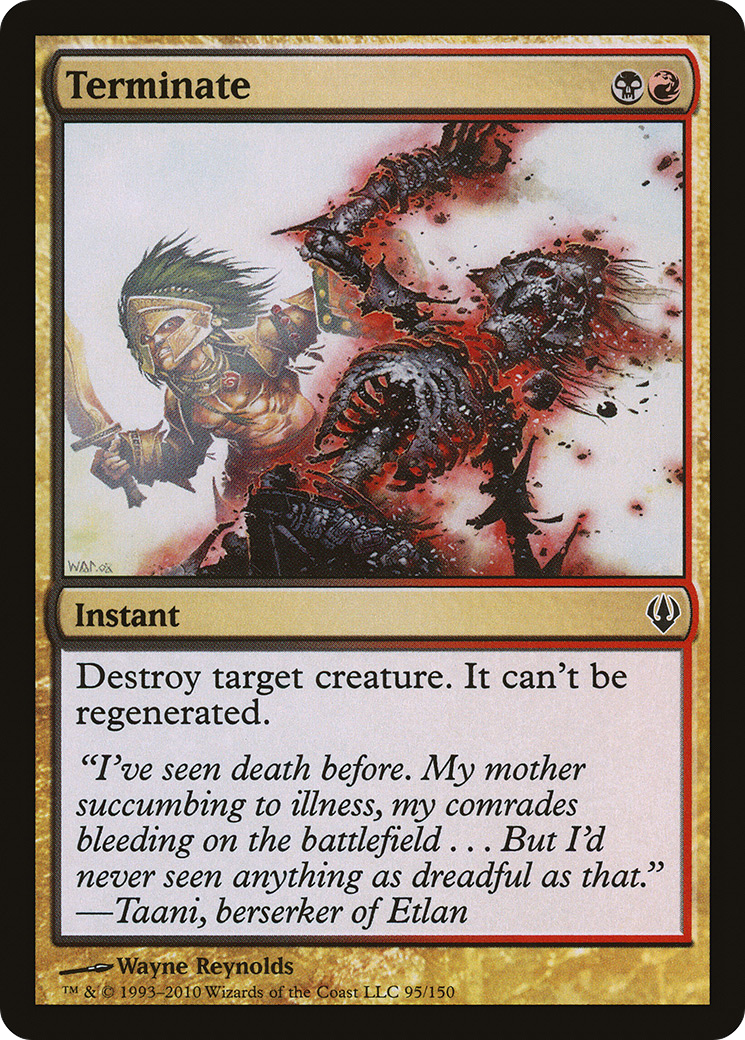 Terminate
WAR.02
Instant
Destroy target creature. It can't be
regenerated.
"I've seen death before. My mother
succumbing to illness, my comrades
bleeding on the battlefield . . . But I'd
never seen anything as dreadful as that."
—Taani, berserker of Etlan
Wayne Reynolds
™ & © 1993–2010 Wizards of the Coast LLC 95/150